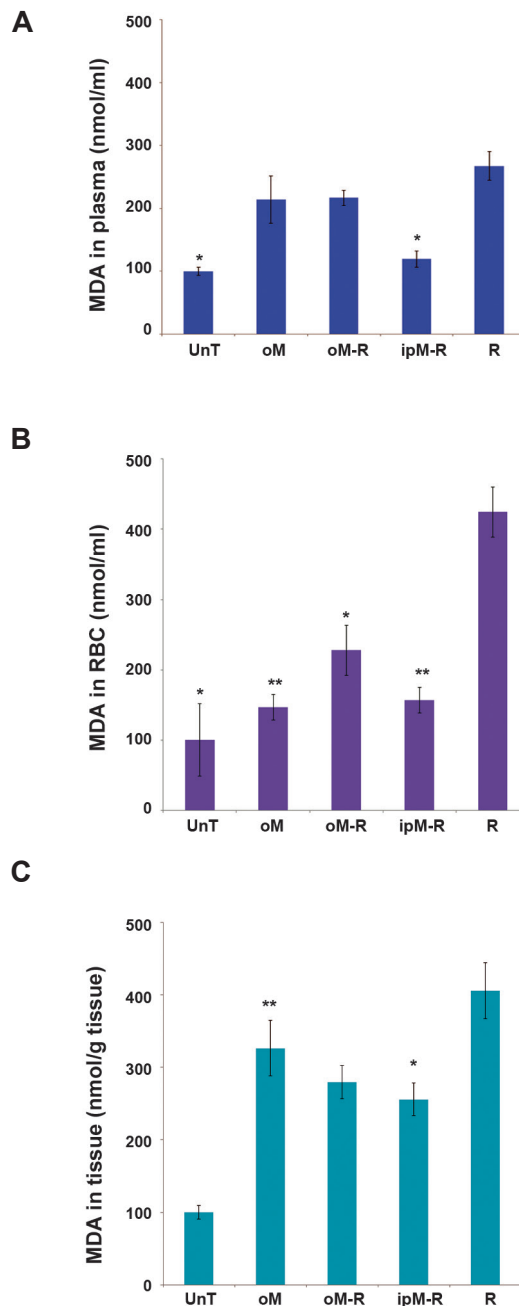 A
MDA in plasma (nmol/ml)
500
400
300
200
100
0
*
*
UnT oM oM-R ipM-R R
B
MDA in RBC (nmol/ml)
500
400
300
200
100
0
*
**
*
**
UnT oM oM-R ipM-R R
C
MDA in tissue (nmol/g tissue)
500
400
300
200
100
0
**
*
UnT oM oM-R ipM-R R